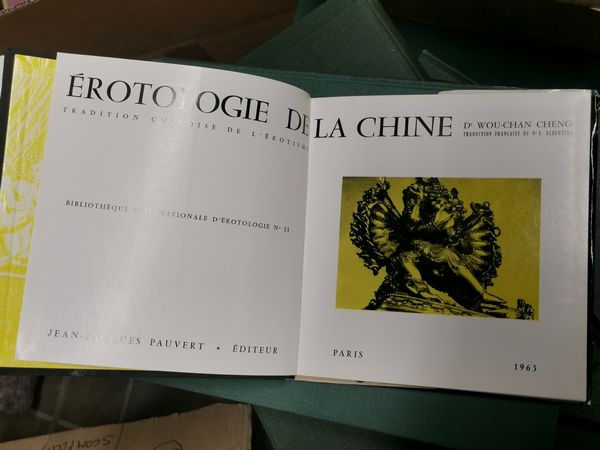 ÉROTOLOGIE DE LA CHINE
TRADITION CHINOISE DE L'ÉROTISME
Dr WOU-CHAN CHENG
TRADUCTION FRANÇAISE DU Dr F. ALBERTINI
BIBLIOTHÈQUE INTERNATIONALE D'ÉROTOLOGIE No 11
JEAN-JACQUES PAUVERT • ÉDITEUR
PARIS
1963